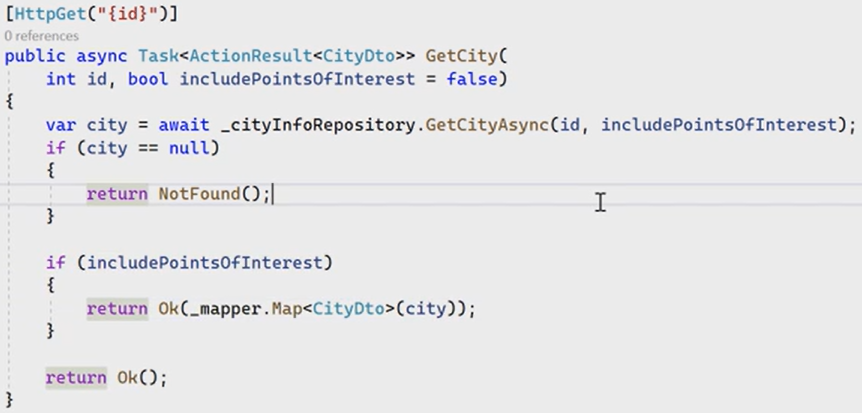 [HttpGet("{id}")]
0 references
public async Task<ActionResult<CityDto>> GetCity(
    int id, bool includePointsOfInterest = false)
{
    var city = await _cityInfoRepository.GetCityAsync(id, includePointsOfInterest);
    if (city == null)
    {
        return NotFound();
    }

    if (includePointsOfInterest)
    {
        return Ok(_mapper.Map<CityDto>(city));
    }

    return Ok();
}